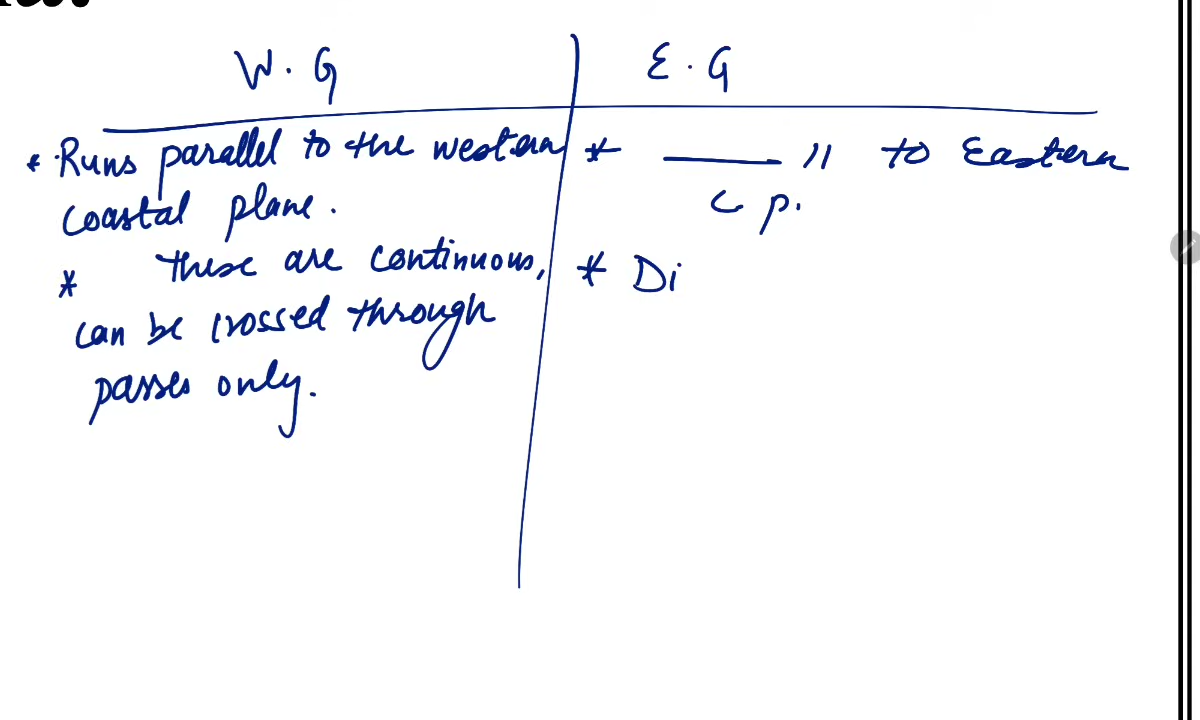 W.G
E.G
* Runs parallel to the western
coastal plane.
* these are continuous,
can be crossed through
passes only.
* —— " to Eastern
C p.
* Di